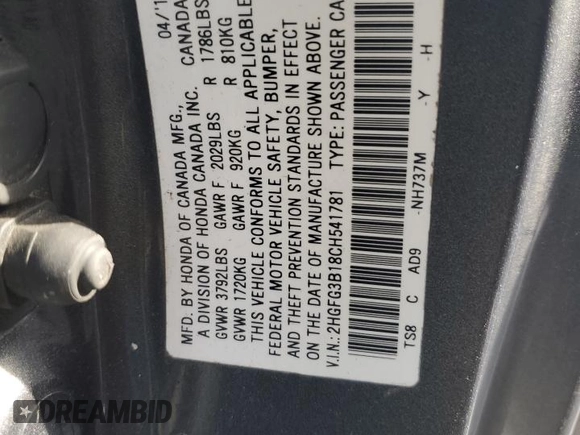 MFD. BY HONDA OF CANADA MFG., CANADA 04/'1
A DIVISION OF HONDA CANADA INC.
GVWR 3792LBS GAWR F 2029LBS R 1786LBS
GVWR 1720KG GAWR F 920KG R 810KG
THIS VEHICLE CONFORMS TO ALL APPLICABLE
FEDERAL MOTOR VEHICLE SAFETY, BUMPER,
AND THEFT PREVENTION STANDARDS IN EFFECT
ON THE DATE OF MANUFACTURE SHOWN ABOVE.
V.I.N.: 2HGFG3B18CH541781 TYPE: PASSENGER CA
TS8 C AD9 -NH737M -Y -H
DREAMBID